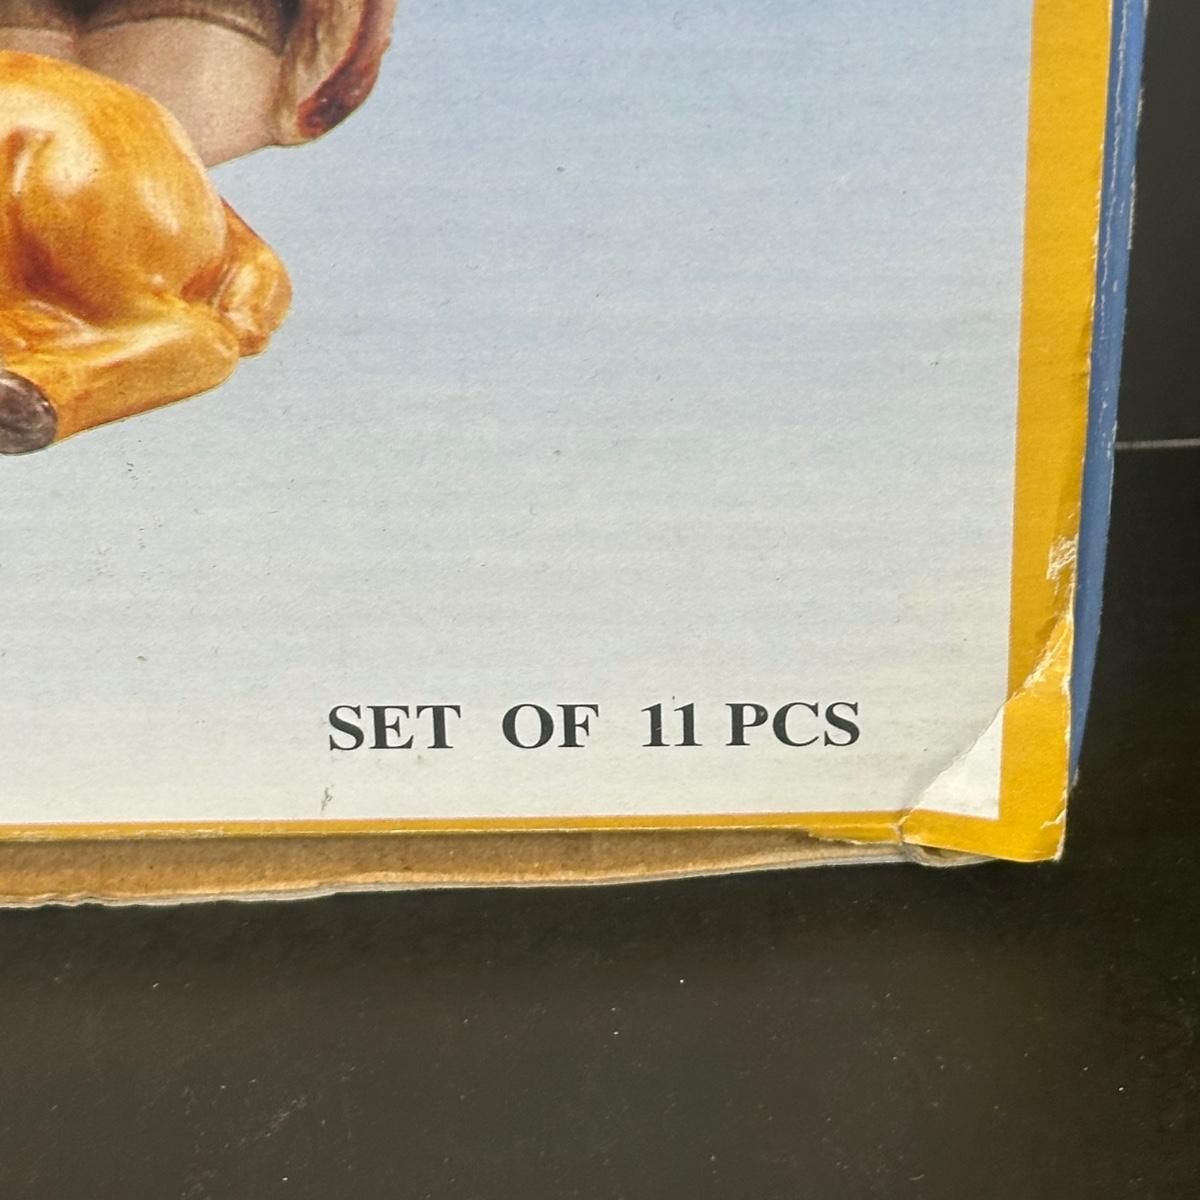 SET OF 11 PCS